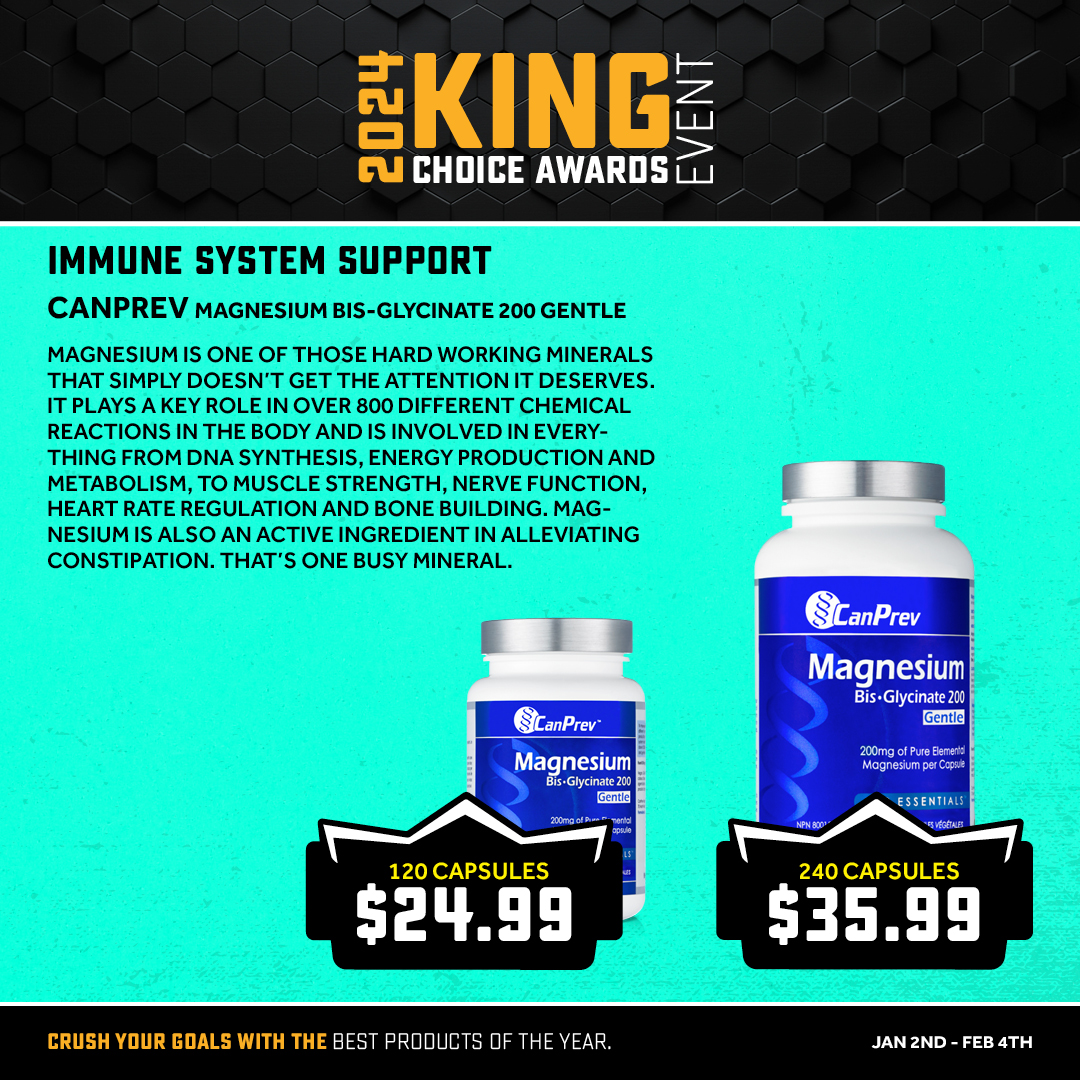 2024
KING
CHOICE AWARDS
EVENT
IMMUNE SYSTEM SUPPORT
CANPREV MAGNESIUM BIS-GLYCINATE 200 GENTLE
MAGNESIUM IS ONE OF THOSE HARD WORKING MINERALS
THAT SIMPLY DOESN'T GET THE ATTENTION IT DESERVES.
IT PLAYS A KEY ROLE IN OVER 800 DIFFERENT CHEMICAL
REACTIONS IN THE BODY AND IS INVOLVED IN EVERY-
THING FROM DNA SYNTHESIS, ENERGY PRODUCTION AND
METABOLISM, TO MUSCLE STRENGTH, NERVE FUNCTION,
HEART RATE REGULATION AND BONE BUILDING. MAG-
NESIUM IS ALSO AN ACTIVE INGREDIENT IN ALLEVIATING
CONSTIPATION. THAT'S ONE BUSY MINERAL.
CanPrev™
Magnesium
Bis•Glycinate 200
Gentle
200mg of Pure
120 CAPSULES
$24.99
CanPrev
Magnesium
Bis•Glycinate 200
Gentle
200mg of Pure Elemental
Magnesium per Capsule
ESSENTIALS
NPN
VÉGÉTALES
240 CAPSULES
$35.99
CRUSH YOUR GOALS WITH THE BEST PRODUCTS OF THE YEAR.
JAN 2ND - FEB 4TH